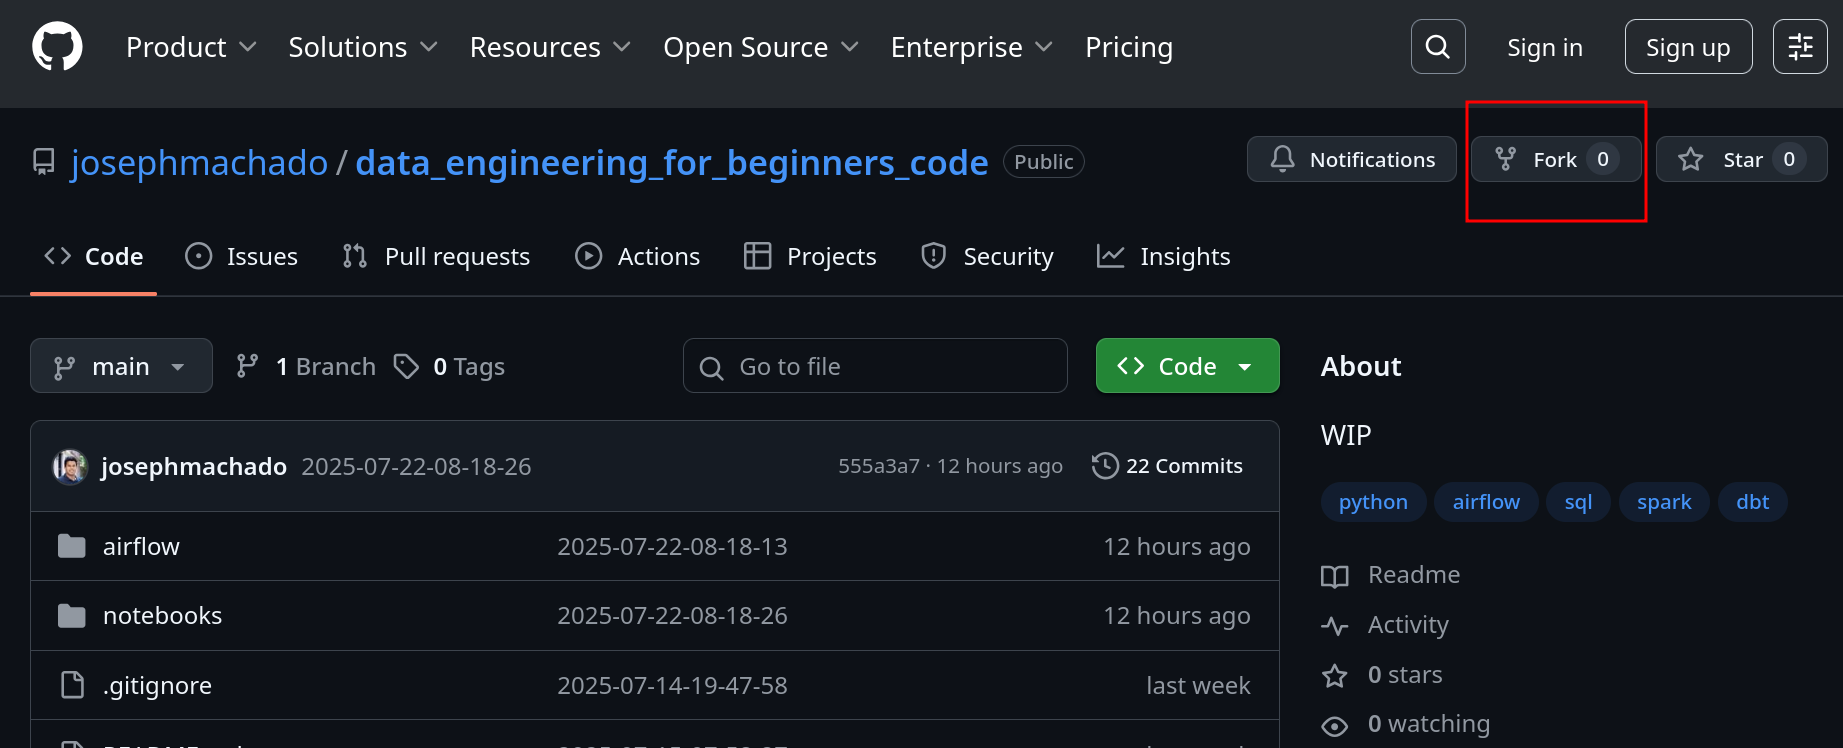 Product Solutions Resources Open Source Enterprise Pricing Sign in Sign up
josephmachado / data_engineering_for_beginners_code Public Notifications Fork 0 Star 0
Code Issues Pull requests Actions Projects Security Insights
main 1 Branch 0 Tags Go to file Code
About
WIP
python airflow sql spark dbt
Readme
Activity
0 stars
0 watching
josephmachado 2025-07-22-08-18-26 555a3a7 · 12 hours ago 22 Commits
airflow 2025-07-22-08-18-13 12 hours ago
notebooks 2025-07-22-08-18-26 12 hours ago
.gitignore 2025-07-14-19-47-58 last week